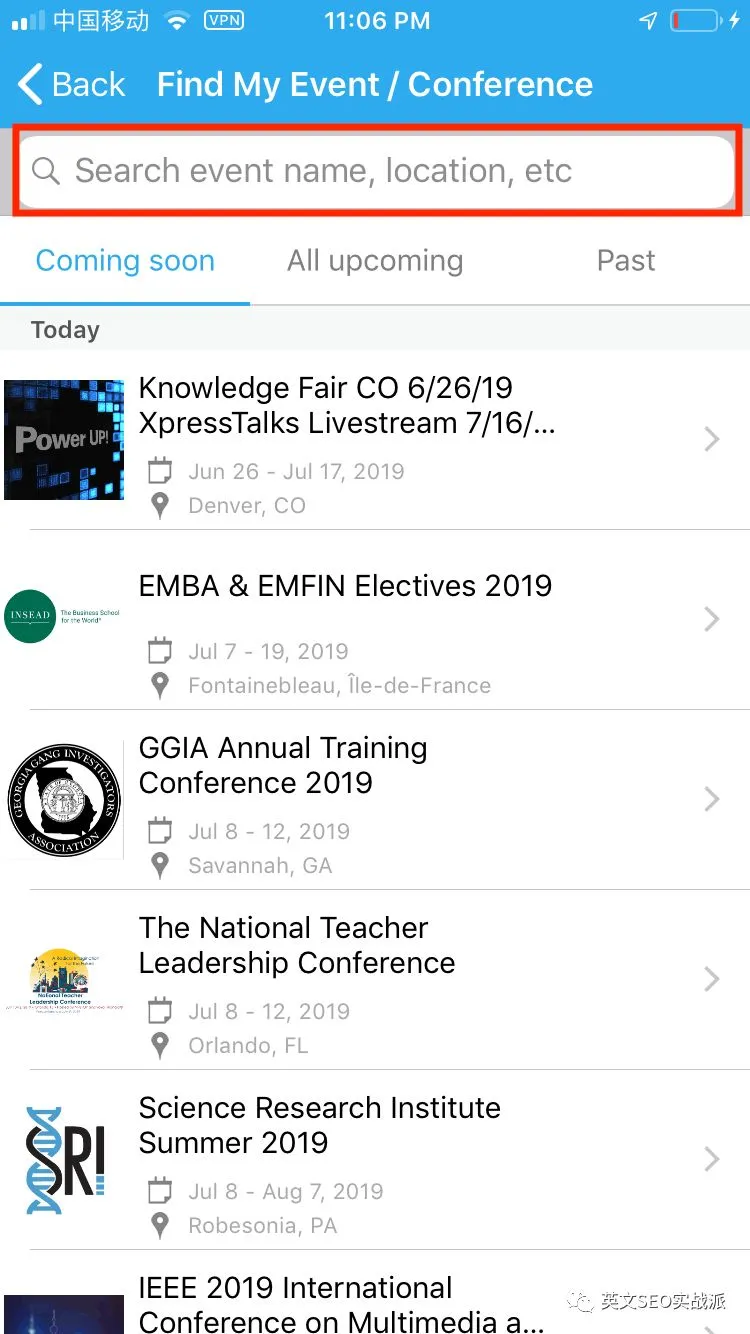 中国移动 VPN 11:06 PM
Back Find My Event / Conference
Search event name, location, etc
Coming soon All upcoming Past
Today
Power UP!
Knowledge Fair CO 6/26/19
XpressTalks Livestream 7/16/...
Jun 26 - Jul 17, 2019
Denver, CO
INSEAD
The Business School
for the World®
EMBA & EMFIN Electives 2019
Jul 7 - 19, 2019
Fontainebleau, Île-de-France
GEORGIA GANG INVESTIGATORS
ASSOCIATION
GGIA Annual Training
Conference 2019
Jul 8 - 12, 2019
Savannah, GA
A Radical Imagination
for the Future
National Teacher
Leadership Conference
The National Teacher
Leadership Conference
Jul 8 - 12, 2019
Orlando, FL
SRI
Science Research Institute
Summer 2019
Jul 8 - Aug 7, 2019
Robesonia, PA
IEEE 2019 International
Conference on Multimedia a...
英文SEO实战派